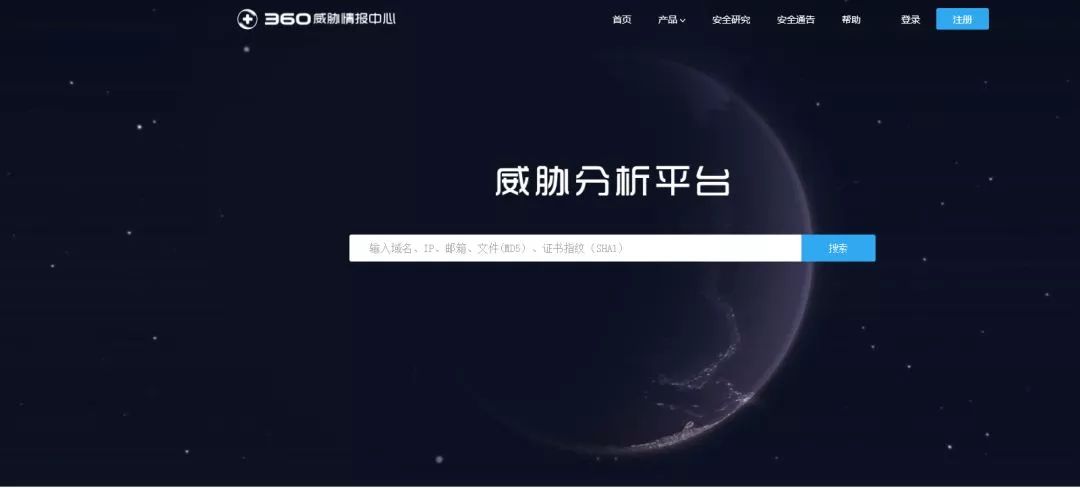 360威胁情报中心
首页 产品 安全研究 安全通告 帮助 登录 注册
威胁分析平台
输入域名、IP、邮箱、文件(MD5)、证书指纹（SHA1） 搜索